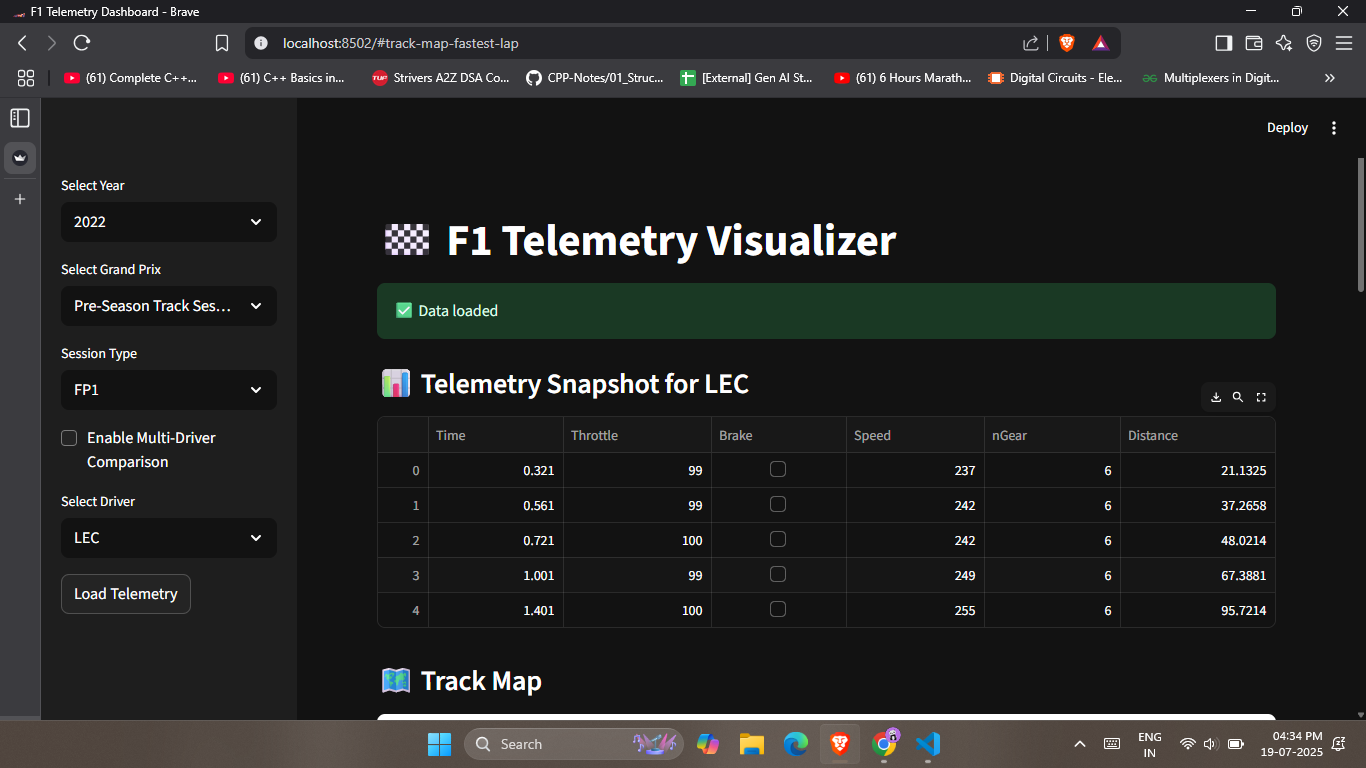 F1 Telemetry Dashboard - Brave
localhost:8502/#track-map-fastest-lap
(61) Complete C++...
(61) C++ Basics in...
TUF
Strivers A2Z DSA Co...
CPP-Notes/01_Struc...
[External] Gen AI St...
(61) 6 Hours Marath...
Digital Circuits - Ele...
Multiplexers in Digit...
Deploy
Select Year
2022
Select Grand Prix
Pre-Season Track Ses...
Session Type
FP1
Enable Multi-Driver
Comparison
Select Driver
LEC
Load Telemetry
F1 Telemetry Visualizer
Data loaded
Telemetry Snapshot for LEC
Time Throttle Brake Speed nGear Distance
0 0.321 99 237 6 21.1325
1 0.561 99 242 6 37.2658
2 0.721 100 242 6 48.0214
3 1.001 99 249 6 67.3881
4 1.401 100 255 6 95.7214
Track Map
Search
ENG
IN
04:34 PM
19-07-2025